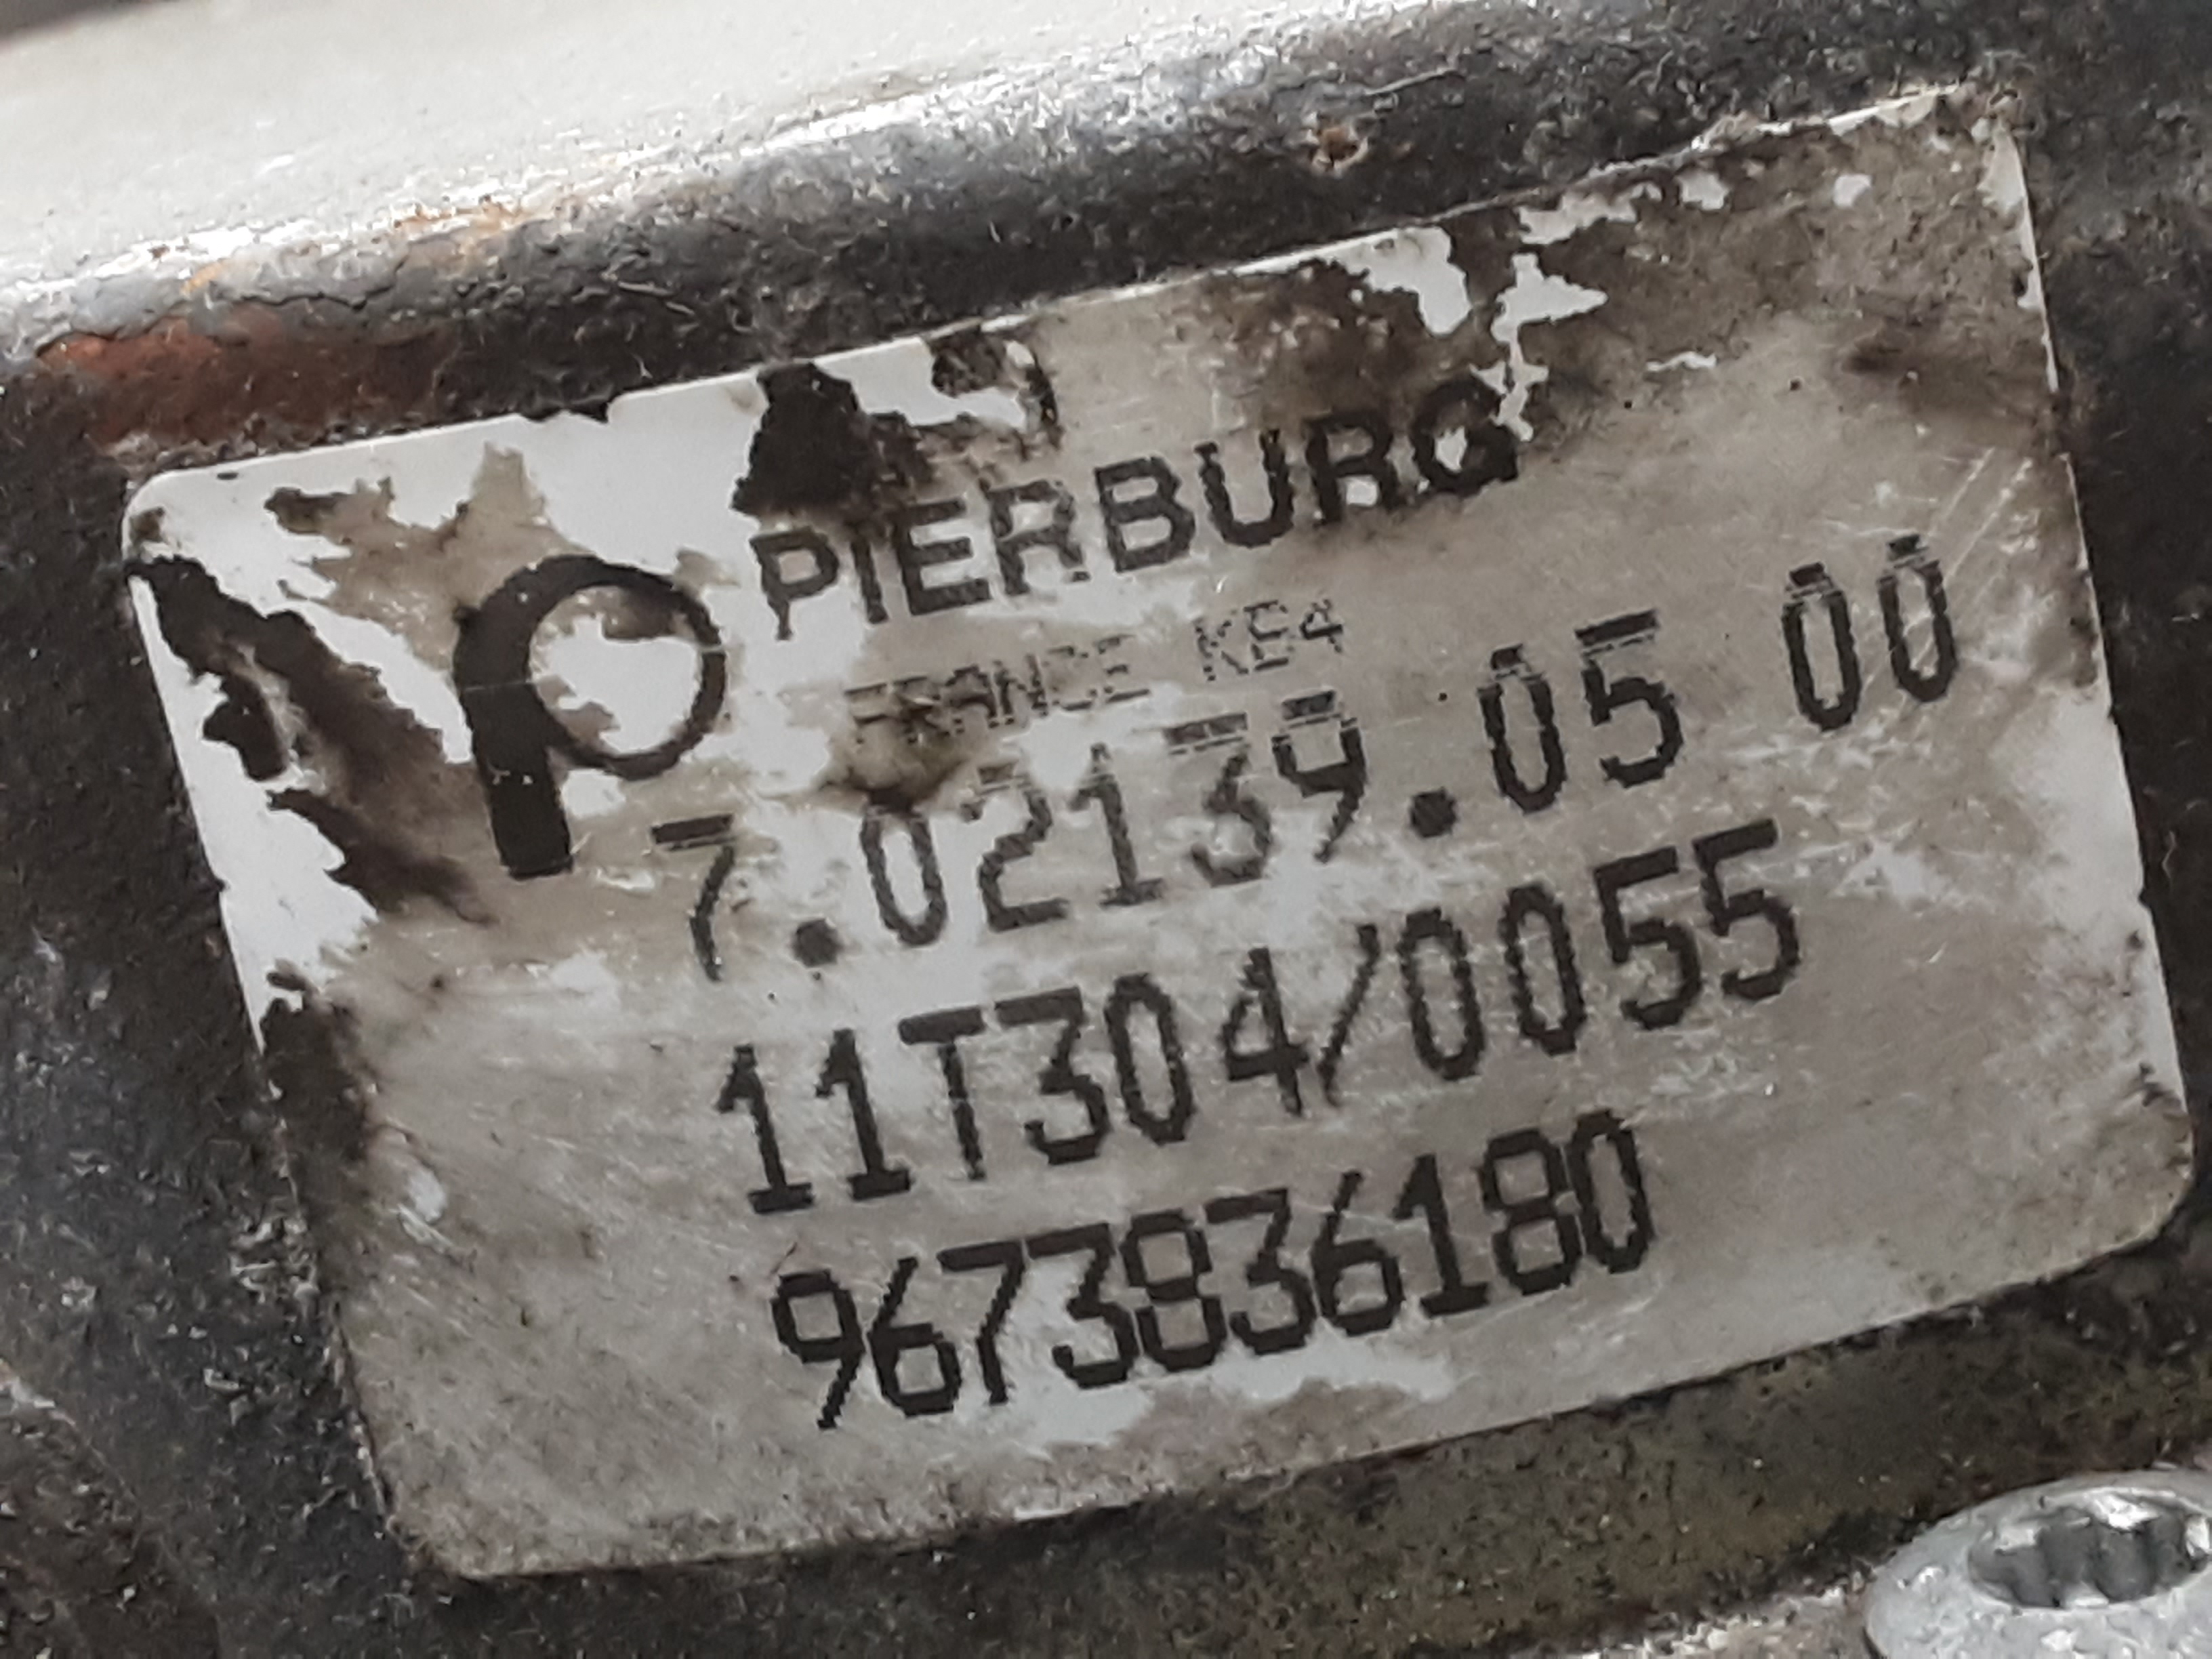 PIERBURG
FRANCE KE4
7.02139.05 00
11T304/0055
9673836180